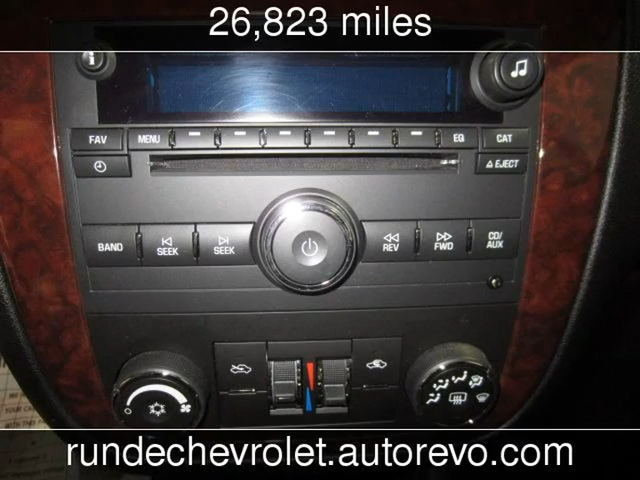 26,823 miles
i
FAV MENU EQ CAT
EJECT
BAND SEEK SEEK REV FWD CD/
AUX
rundechevrolet.autorevo.com